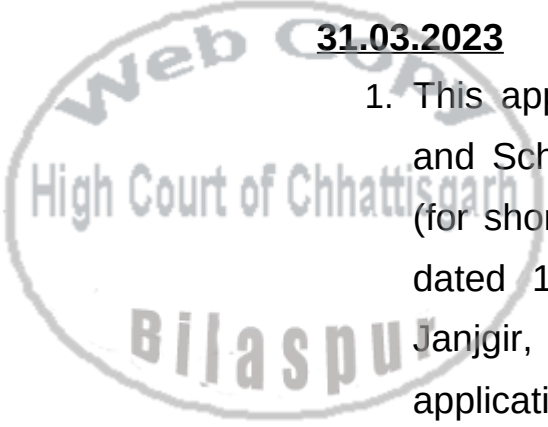 31.03.2023
1. This app
and Sch
(for shor
dated 1
Janjgir,
applicati
Web Copy
High Court of Chhattisgarh
Bilaspur